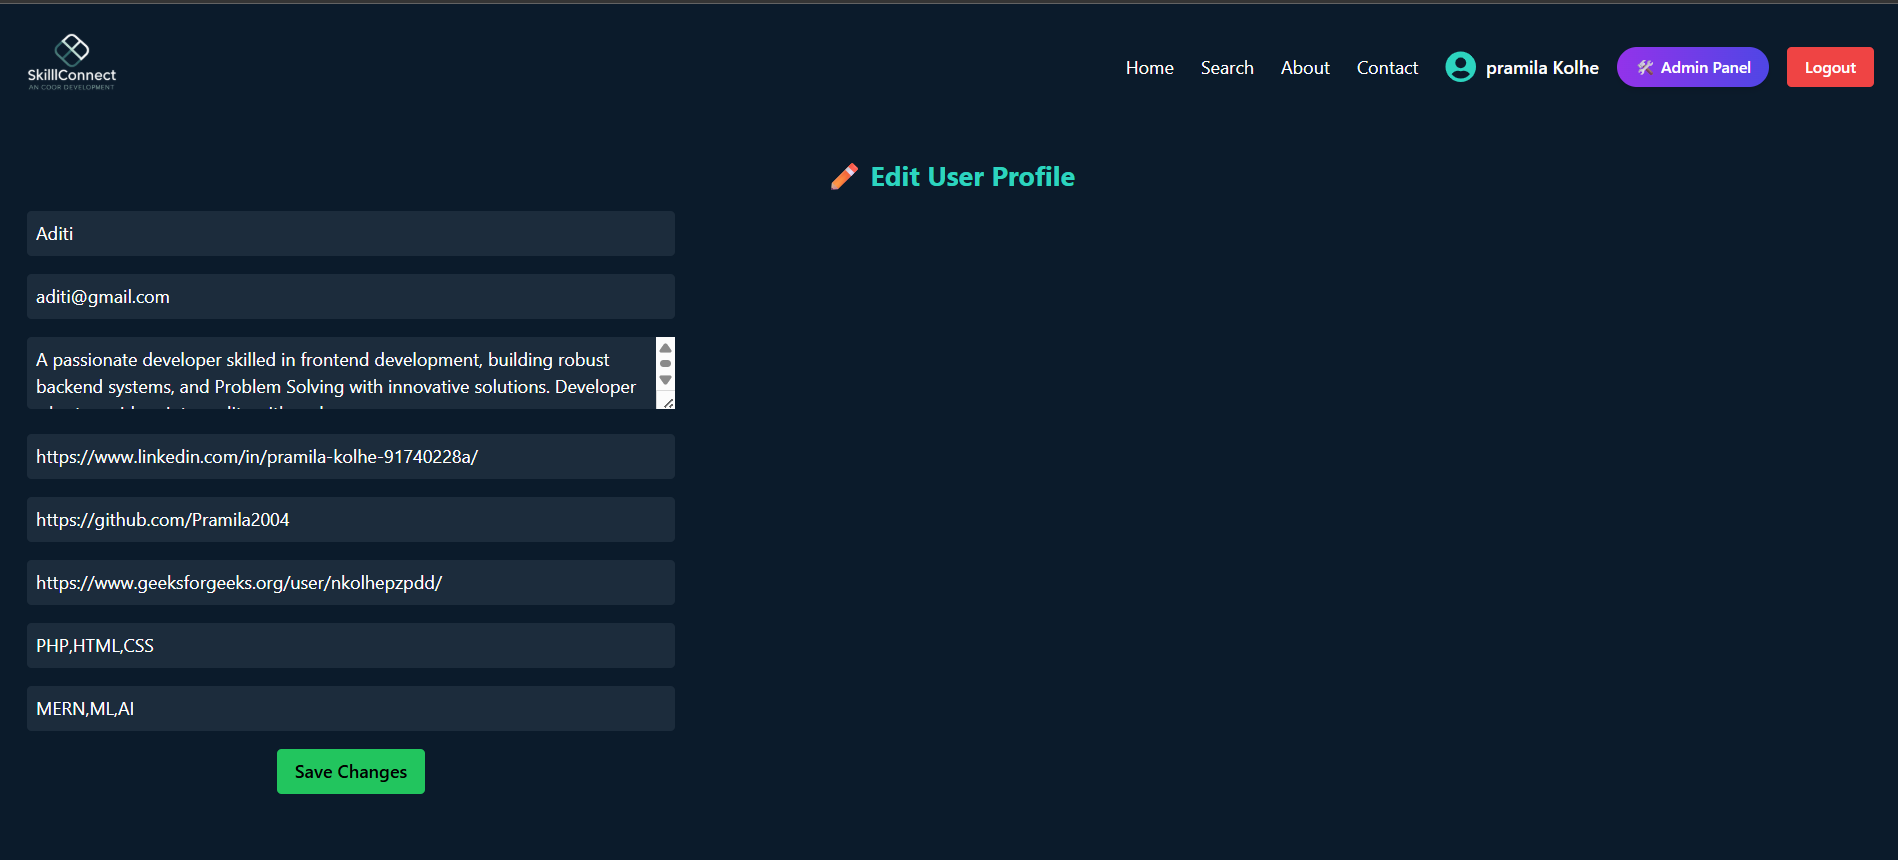 SkilllConnect
AN CODR DEVELOPMENT
Home Search About Contact pramila Kolhe Admin Panel Logout
Edit User Profile
Aditi
aditi@gmail.com
A passionate developer skilled in frontend development, building robust
backend systems, and Problem Solving with innovative solutions. Developer
https://www.linkedin.com/in/pramila-kolhe-91740228a/
https://github.com/Pramila2004
https://www.geeksforgeeks.org/user/nkolhepzpdd/
PHP,HTML,CSS
MERN,ML,AI
Save Changes